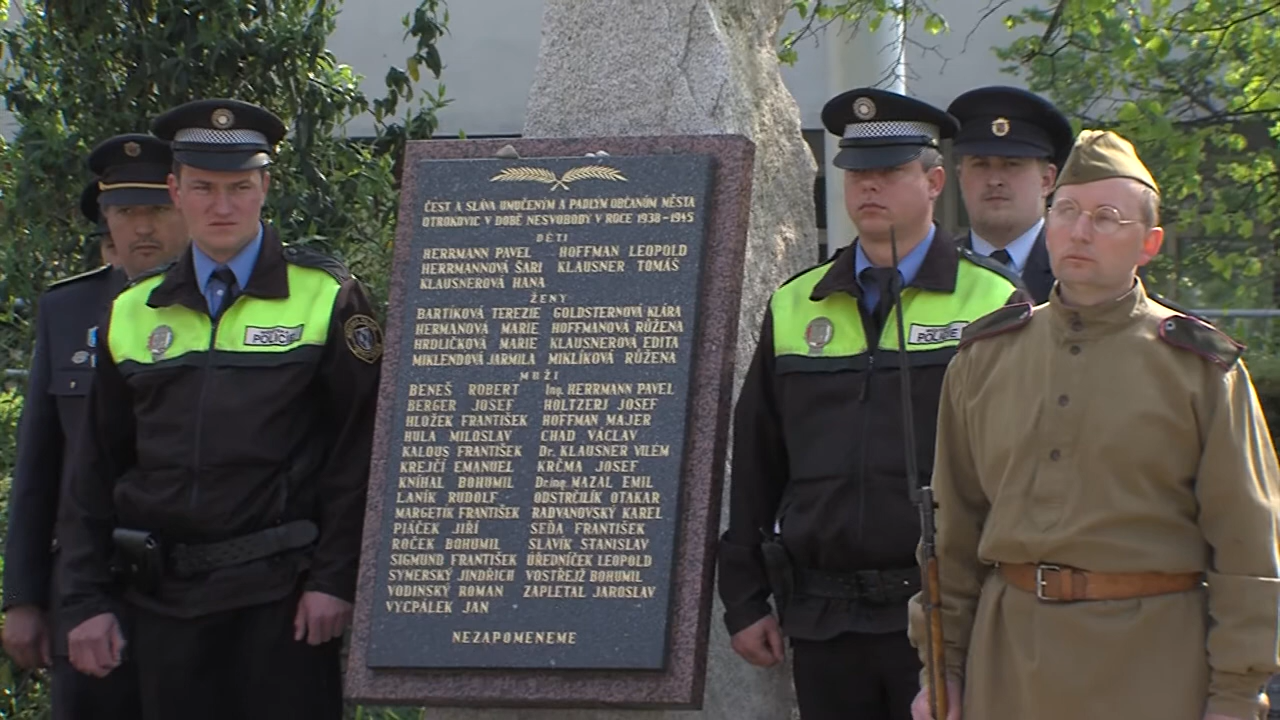 ČEST A SLÁVA UMUČENÝM A PADLÝM OBČANŮM MĚSTA
OTROKOVIC V DOBĚ NESVOBODY V ROCE 1938-1945
DĚTI
HERRMANN PAVEL HOFFMAN LEOPOLD
HERRMANNOVÁ ŠARI KLAUSNER TOMÁŠ
KLAUSNEROVÁ HANA
ŽENY
BARTÍKOVÁ TEREZIE GOLDSTERNOVÁ KLÁRA
HERMANOVÁ MARIE HOFFMANOVÁ RŮŽENA
HRDLIČKOVÁ MARIE KLAUSNEROVÁ EDITA
MIKLENDOVÁ JARMILA MIKLÍKOVÁ RŮŽENA
MUŽI
BENEŠ ROBERT Ing. HERRMANN PAVEL
BERGER JOSEF HOLTZERJ JOSEF
HLOŽEK FRANTIŠEK HOFFMAN MAJER
HULA MILOSLAV CHAD VÁCLAV
KALOUS FRANTIŠEK Dr. KLAUSNER VILÉM
KREJČÍ EMANUEL KRČMA JOSEF
KNÍHAL BOHUMIL Dr.ing. MAZAL EMIL
LANÍK RUDOLF ODSTRČILÍK OTAKAR
MARGETÍK FRANTIŠEK RADVANOVSKÝ KAREL
PIÁČEK JIŘÍ SEĎA FRANTIŠEK
ROČEK BOHUMIL SLÁVIK STANISLAV
SIGMUND FRANTIŠEK ÚŘEDNÍČEK LEOPOLD
SYMERSKÝ JINDŘICH VOSTŘEJŽ BOHUMIL
VODINSKÝ ROMAN ZAPLETAL JAROSLAV
VYCPÁLEK JAN
NEZAPOMENEME
POLICIE
POLICIE